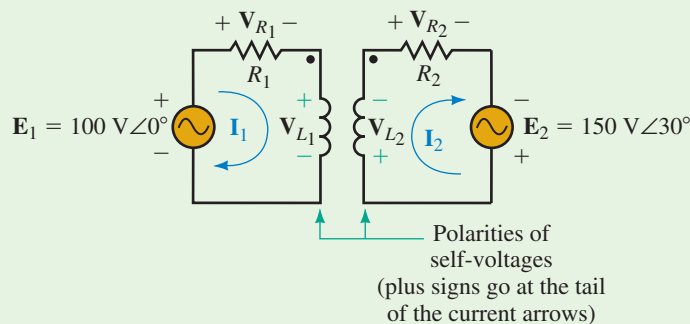 + V_R₁ −
+ V_R₂ −
R₁
R₂
+
E₁ = 100 V∠0°
−
I₁
+
V_L₁
−
−
V_L₂
+
I₂
−
E₂ = 150 V∠30°
+
Polarities of
self-voltages
(plus signs go at the tail
of the current arrows)